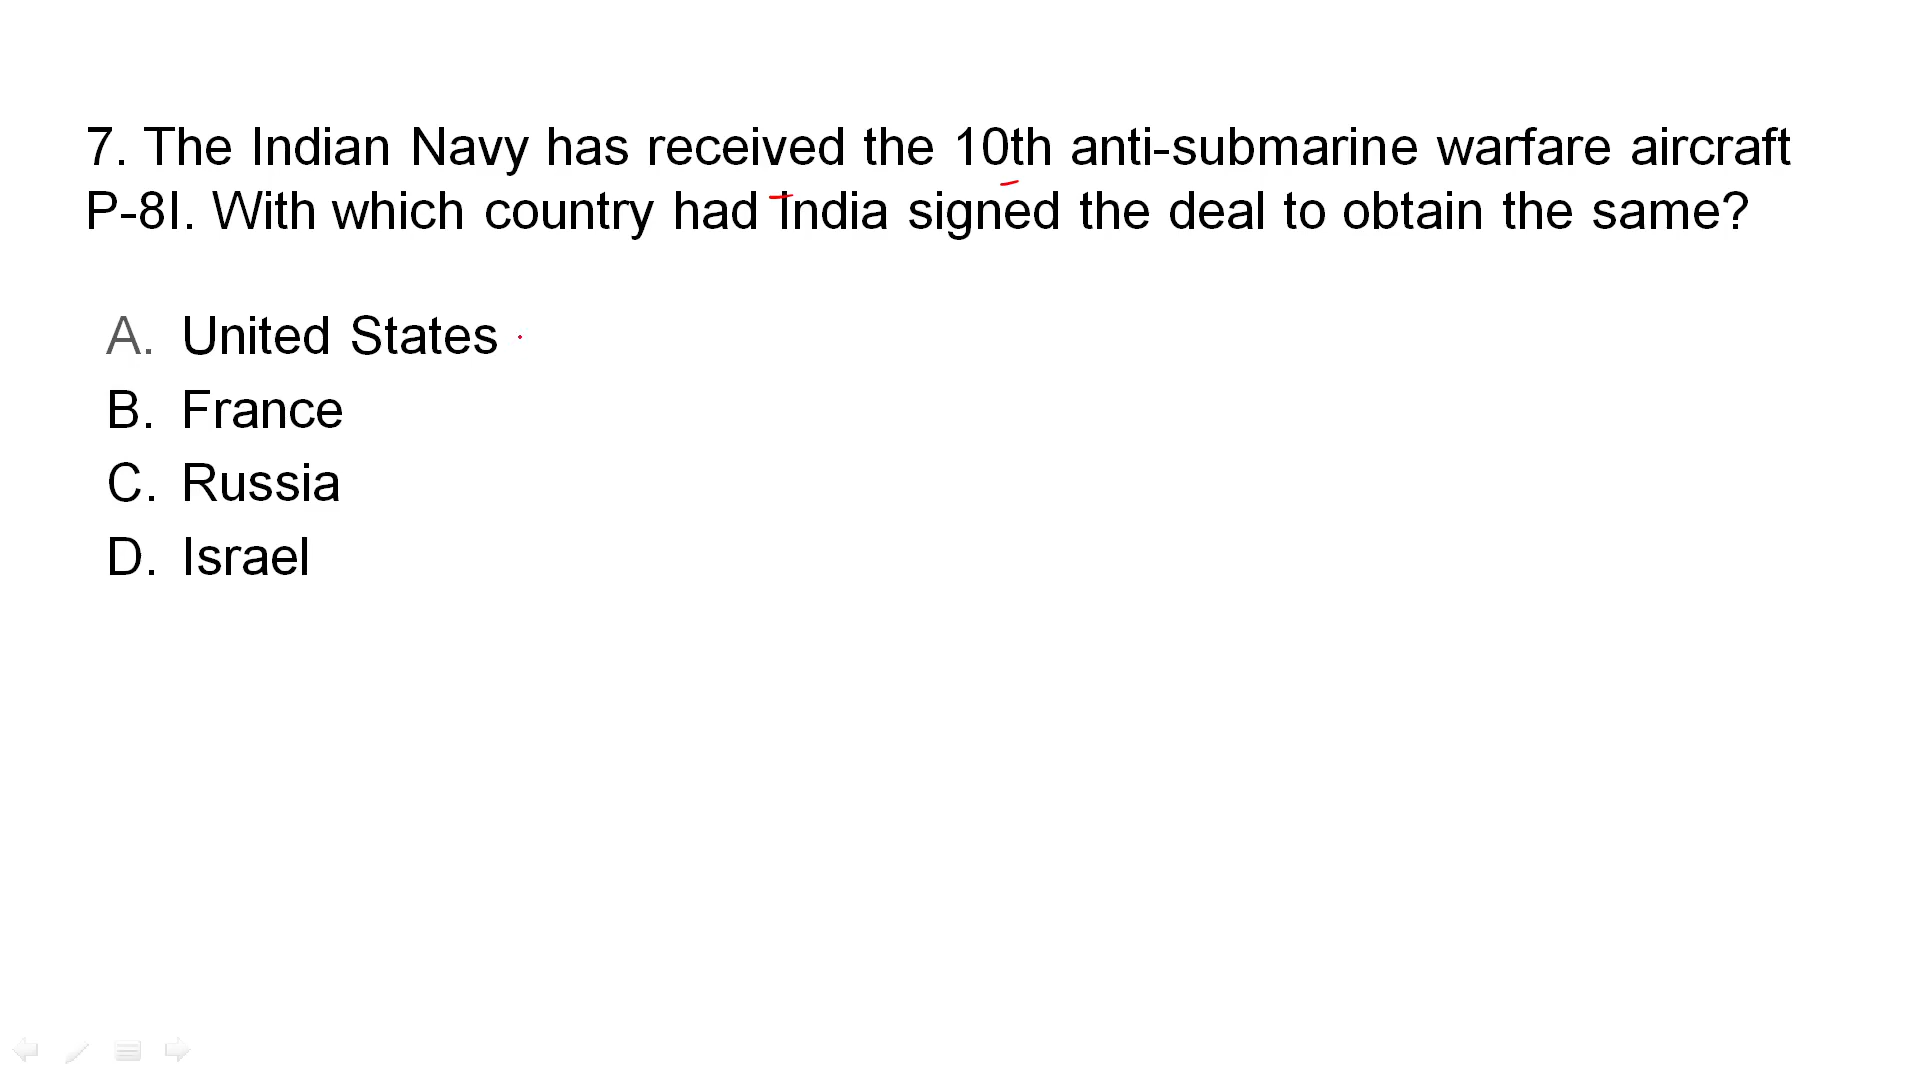 7. The Indian Navy has received the 10th anti-submarine warfare aircraft
P-8I. With which country had India signed the deal to obtain the same?
A. United States
B. France
C. Russia
D. Israel